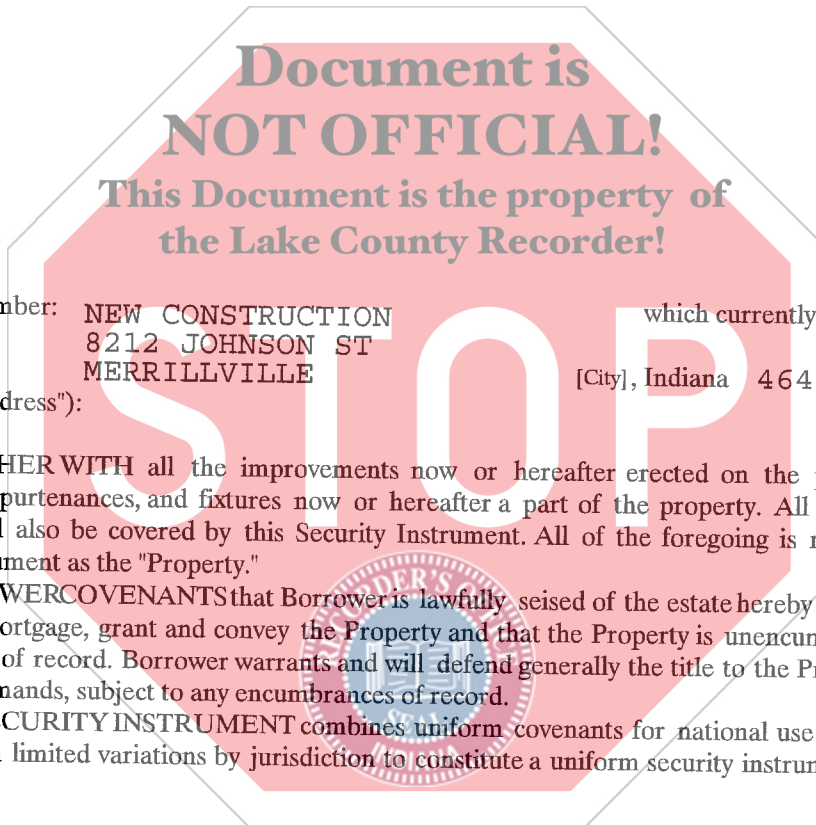 Document is
NOT OFFICIAL!
This Document is the property of
the Lake County Recorder!
mber: NEW CONSTRUCTION which currently
8212 JOHNSON ST
MERRILLVILLE [City], Indiana 464
dress"):
STOP
HER WITH all the improvements now or hereafter erected on the
purtenances, and fixtures now or hereafter a part of the property. All
l also be covered by this Security Instrument. All of the foregoing is r
ument as the "Property."
WERCOVENANTS that Borrower is lawfully seised of the estate hereby
ortgage, grant and convey the Property and that the Property is unencum
of record. Borrower warrants and will defend generally the title to the Pr
nands, subject to any encumbrances of record.
CURITY INSTRUMENT combines uniform covenants for national use
limited variations by jurisdiction to constitute a uniform security instrum
SEAL
INDIANA